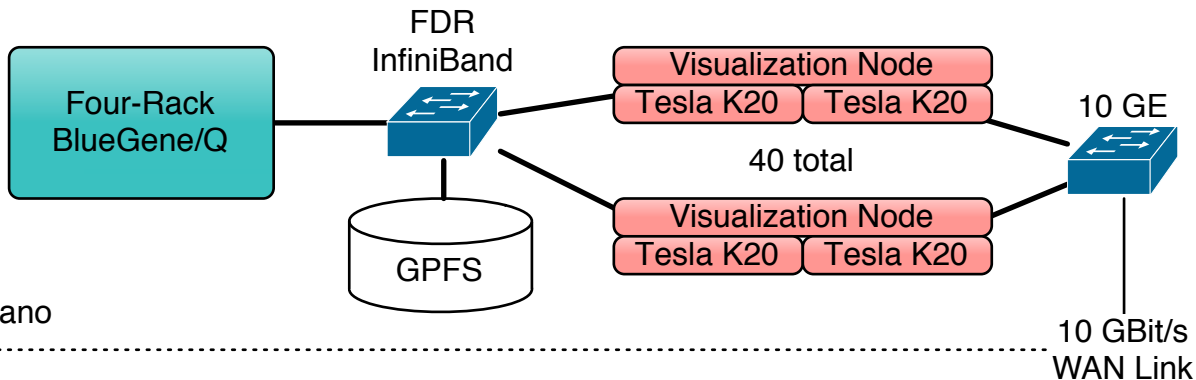 FDR
InfiniBand
Four-Rack
BlueGene/Q
Visualization Node
Tesla K20 Tesla K20
10 GE
40 total
Visualization Node
Tesla K20 Tesla K20
GPFS
ano
10 GBit/s
WAN Link